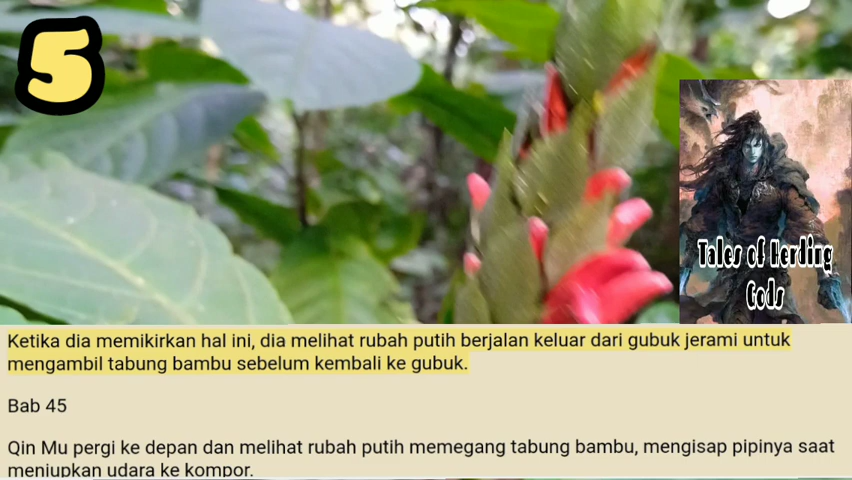 5
Tales of Herding
Gods
Ketika dia memikirkan hal ini, dia melihat rubah putih berjalan keluar dari gubuk jerami untuk
mengambil tabung bambu sebelum kembali ke gubuk.
Bab 45
Qin Mu pergi ke depan dan melihat rubah putih memegang tabung bambu, mengisap pipinya saat
meniupkan udara ke kompor.